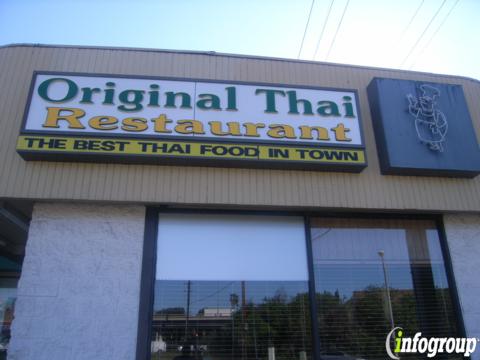 Original Thai
Restaurant
THE BEST THAI FOOD IN TOWN
infogroup